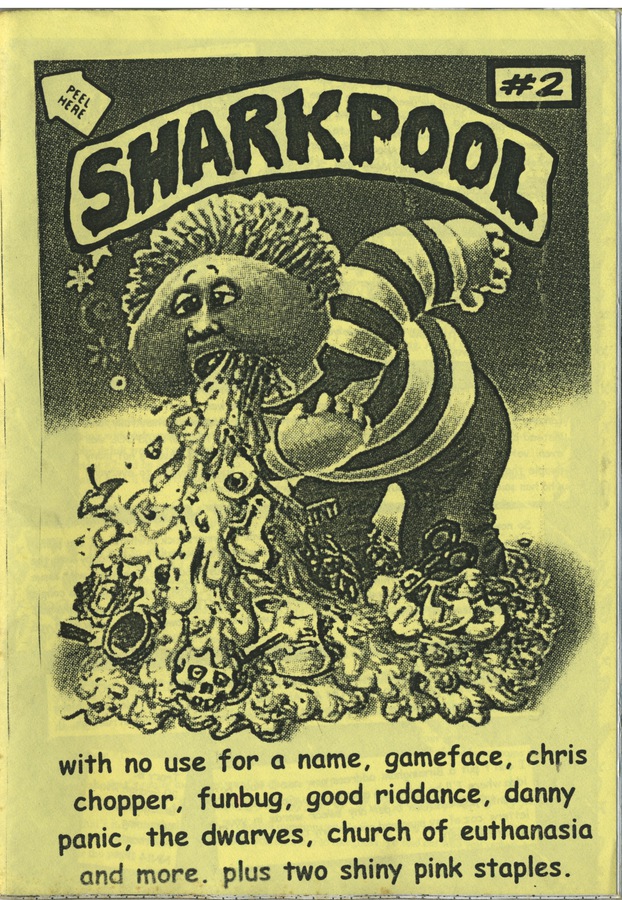 PEEL
HERE
#2
SHARKPOOL
with no use for a name, gameface, chris
chopper, funbug, good riddance, danny
panic, the dwarves, church of euthanasia
and more. plus two shiny pink staples.